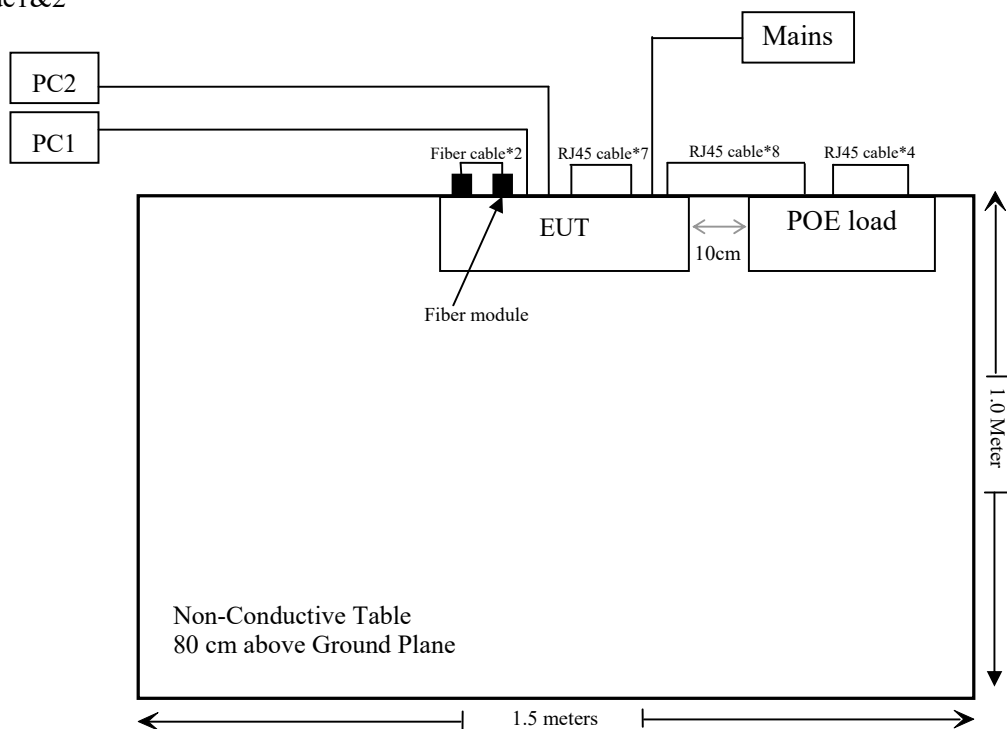 Mains
PC2
PC1
Fiber cable*2
RJ45 cable*7
RJ45 cable*8
RJ45 cable*4
EUT
POE load
10cm
Fiber module
1.0 Meter
Non-Conductive Table
80 cm above Ground Plane
1.5 meters